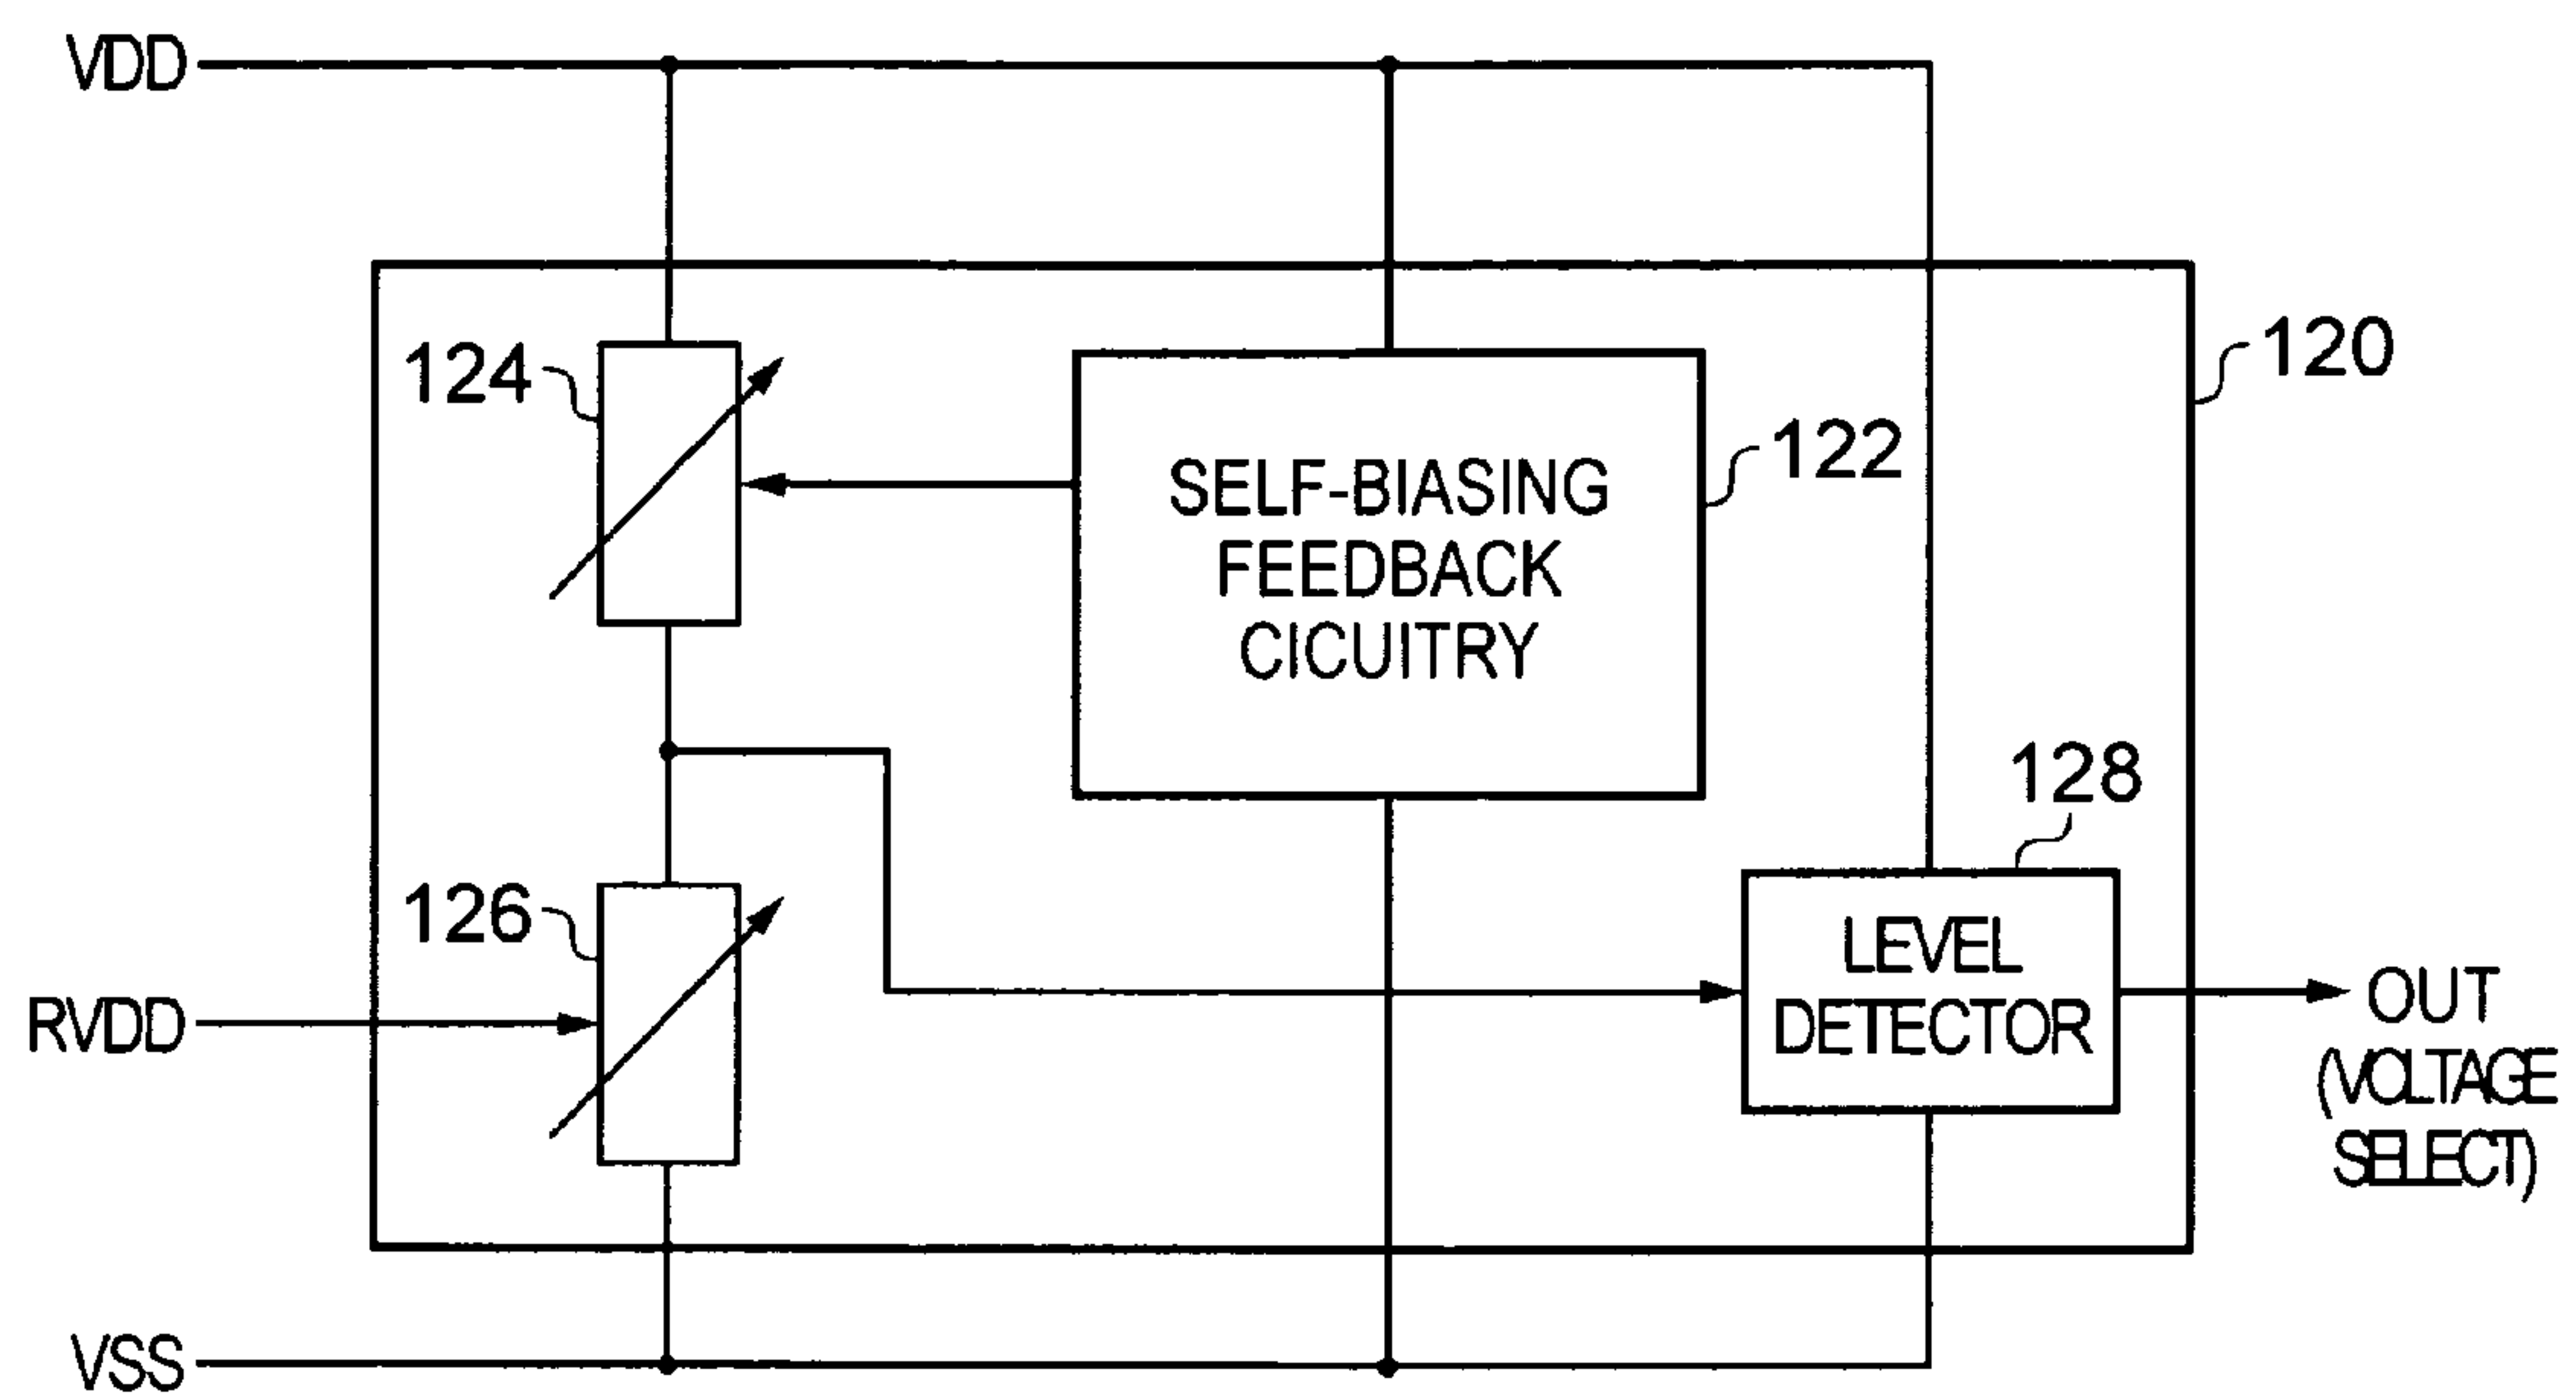 VDD
124
120
122
SELF-BIASING
FEEDBACK
CICUITRY
128
126
LEVEL
DETECTOR
RVDD
OUT
(VOLTAGE
SELECT)
VSS